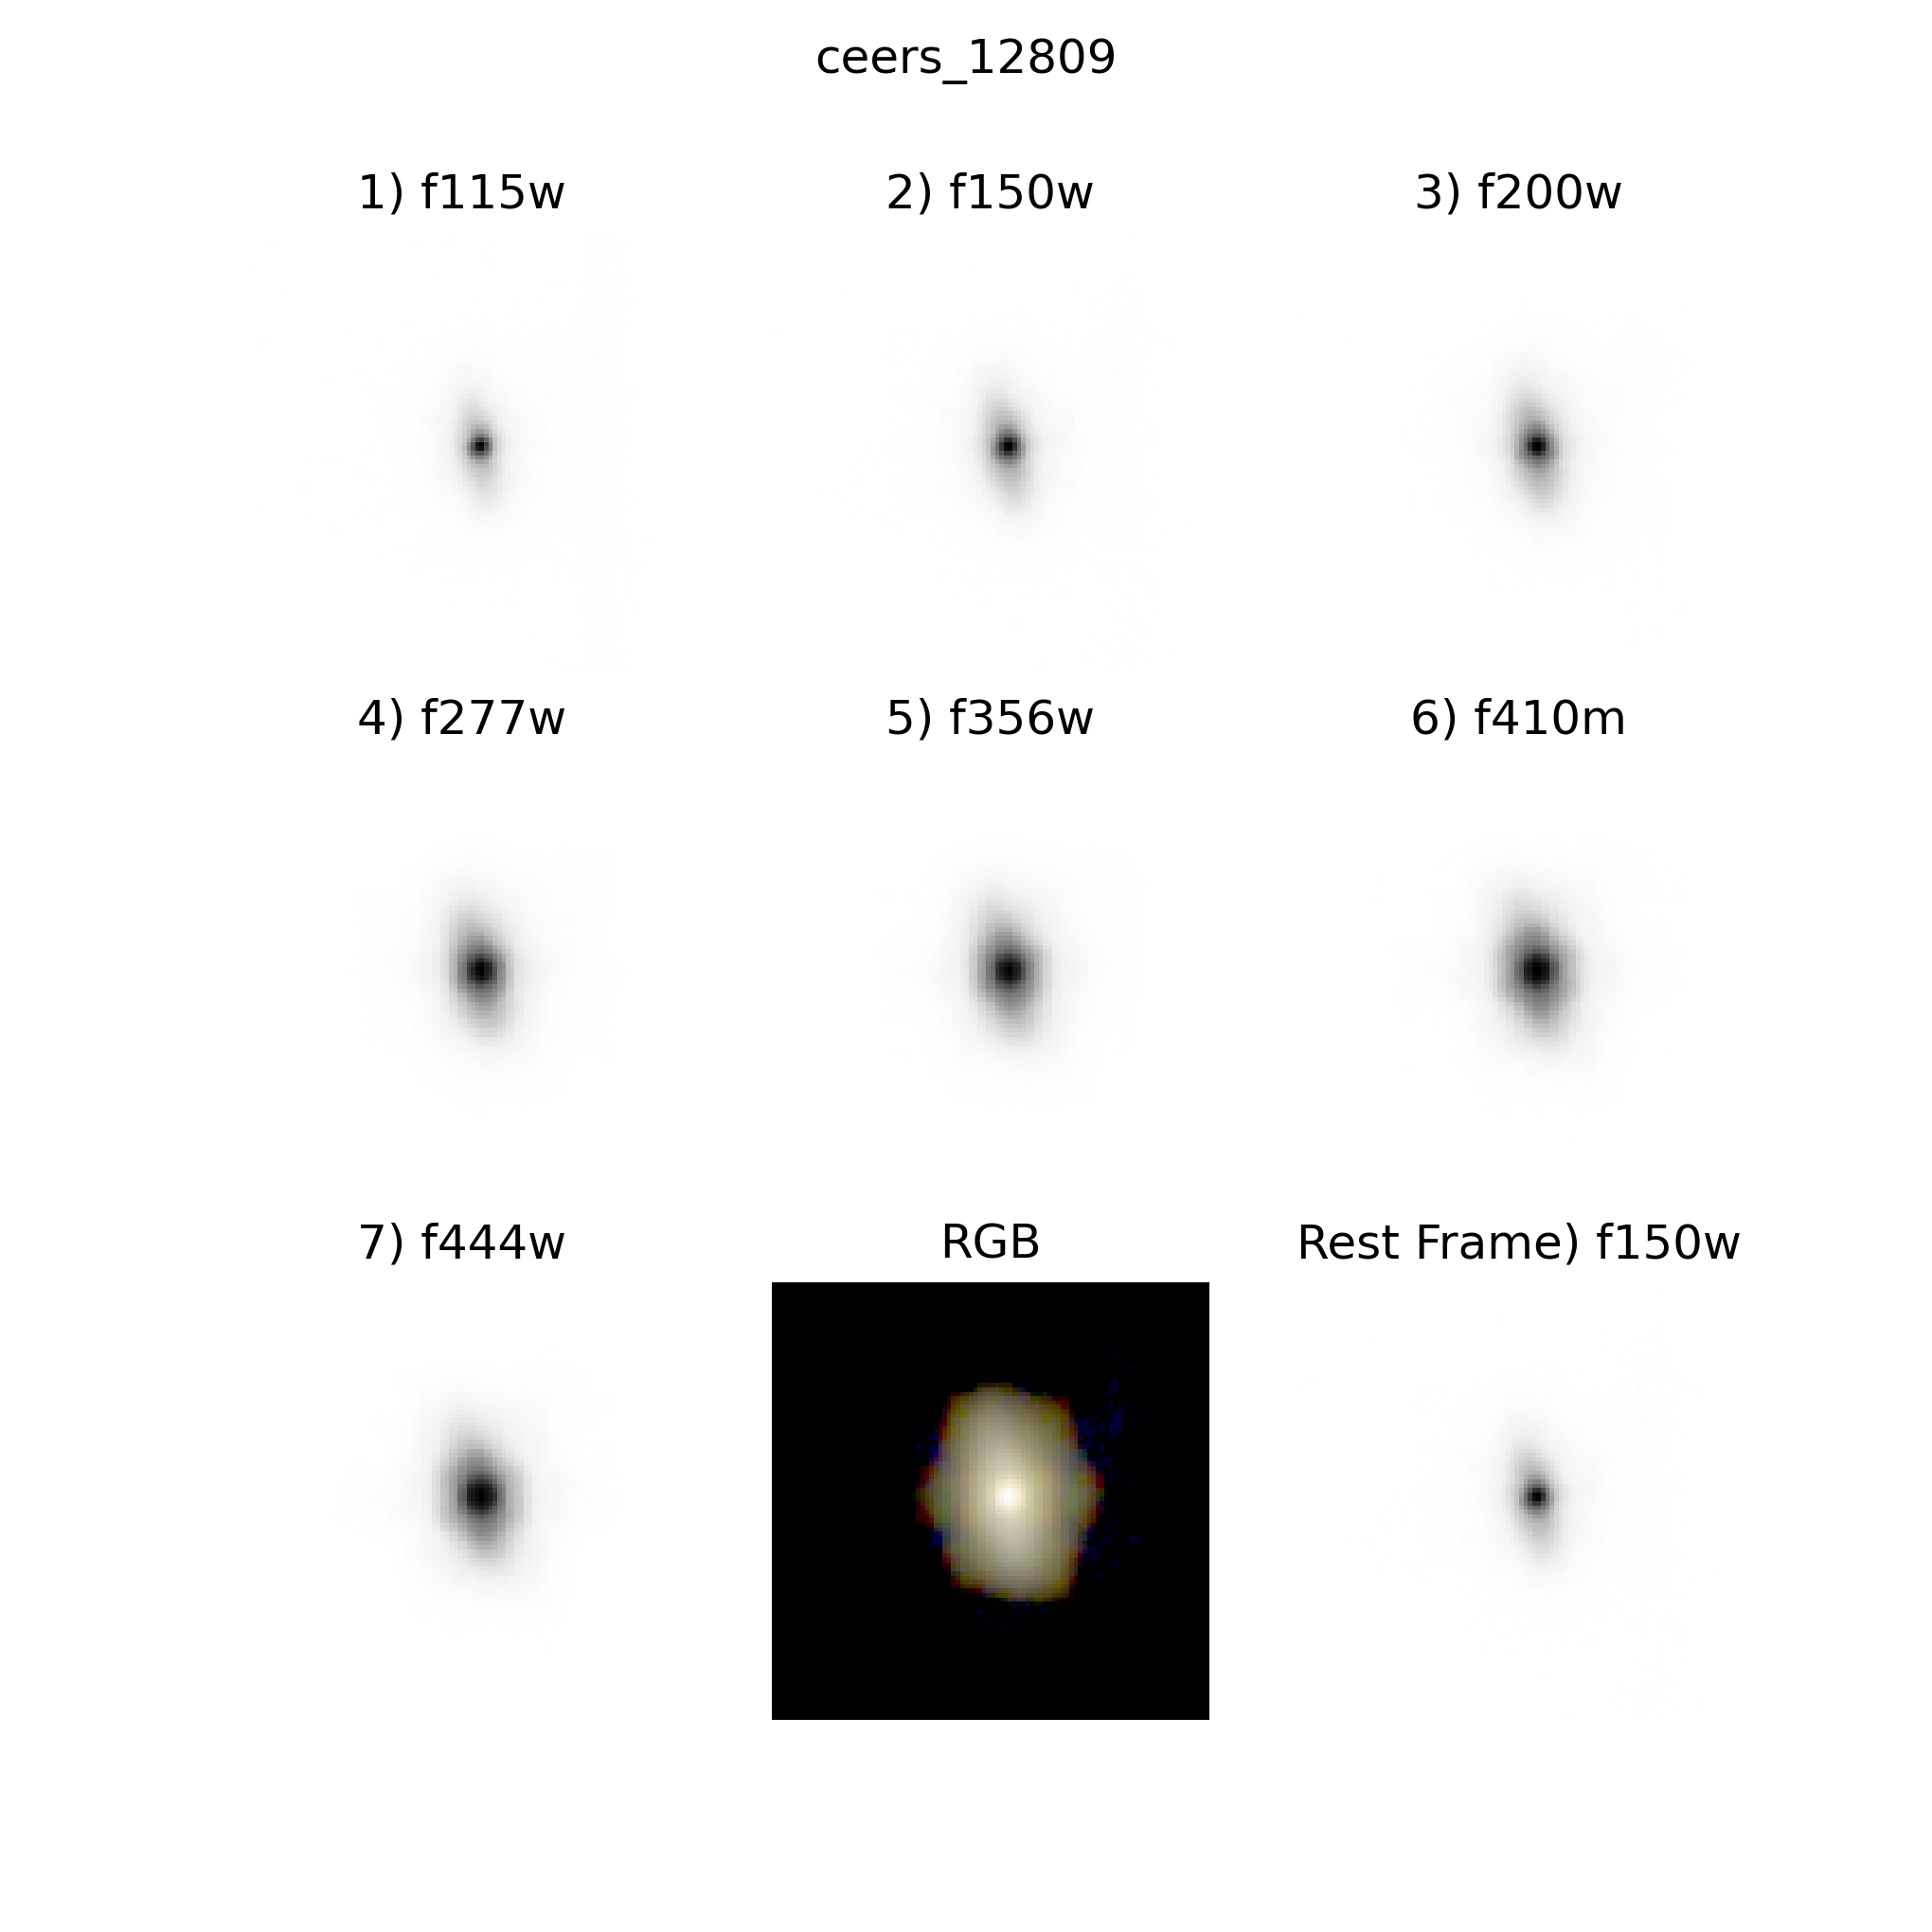 ceers_12809
1) f115w
2) f150w
3) f200w
4) f277w
5) f356w
6) f410m
7) f444w
RGB
Rest Frame) f150w